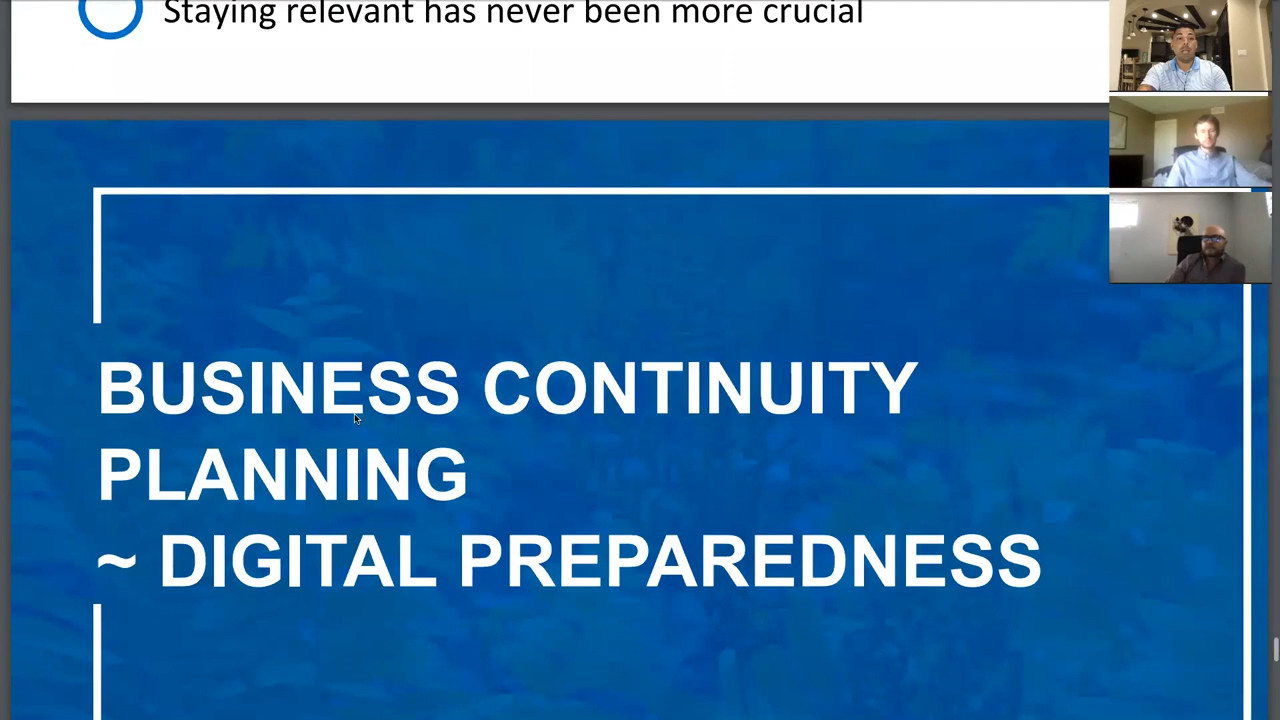 Staying relevant has never been more crucial
BUSINESS CONTINUITY
PLANNING
~ DIGITAL PREPAREDNESS